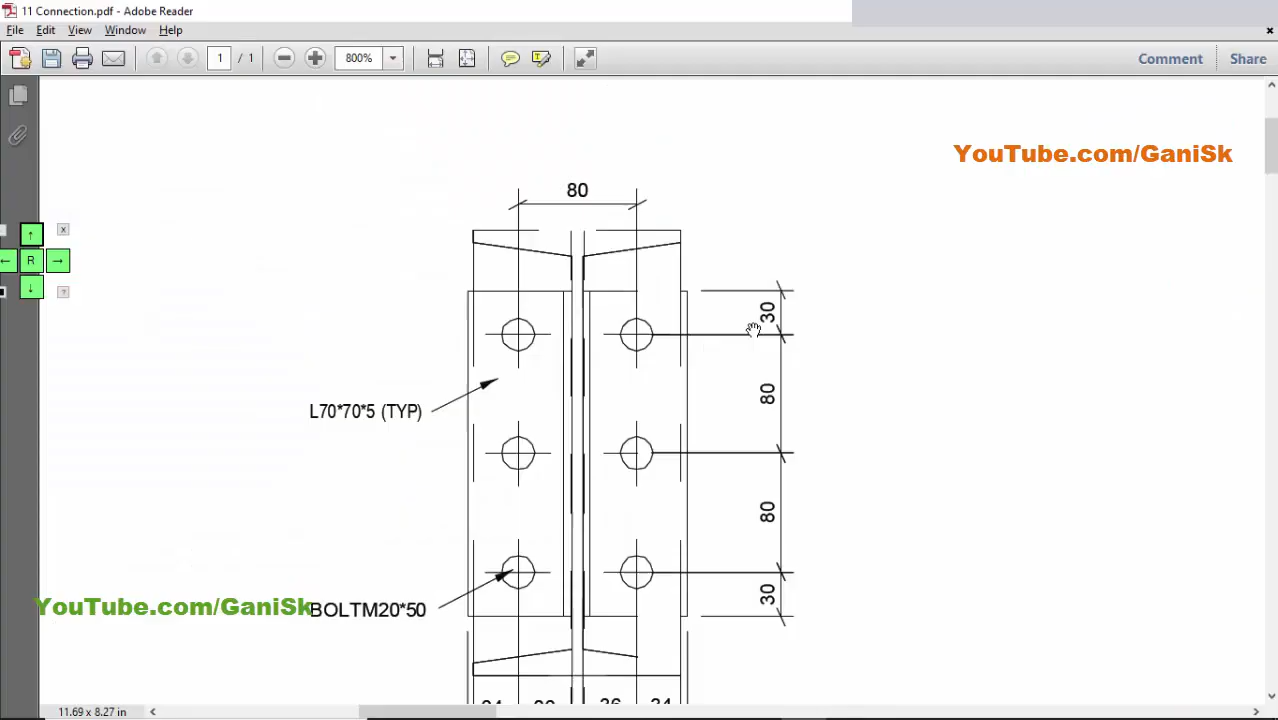 11 Connection.pdf - Adobe Reader
File Edit View Window Help
1 / 1 800% Comment Share
YouTube.com/GaniSk
80
R
x
?
30
L70*70*5 (TYP)
80
80
BOLTM20*50
YouTube.com/GaniSk
30
34
11.69 x 8.27 in